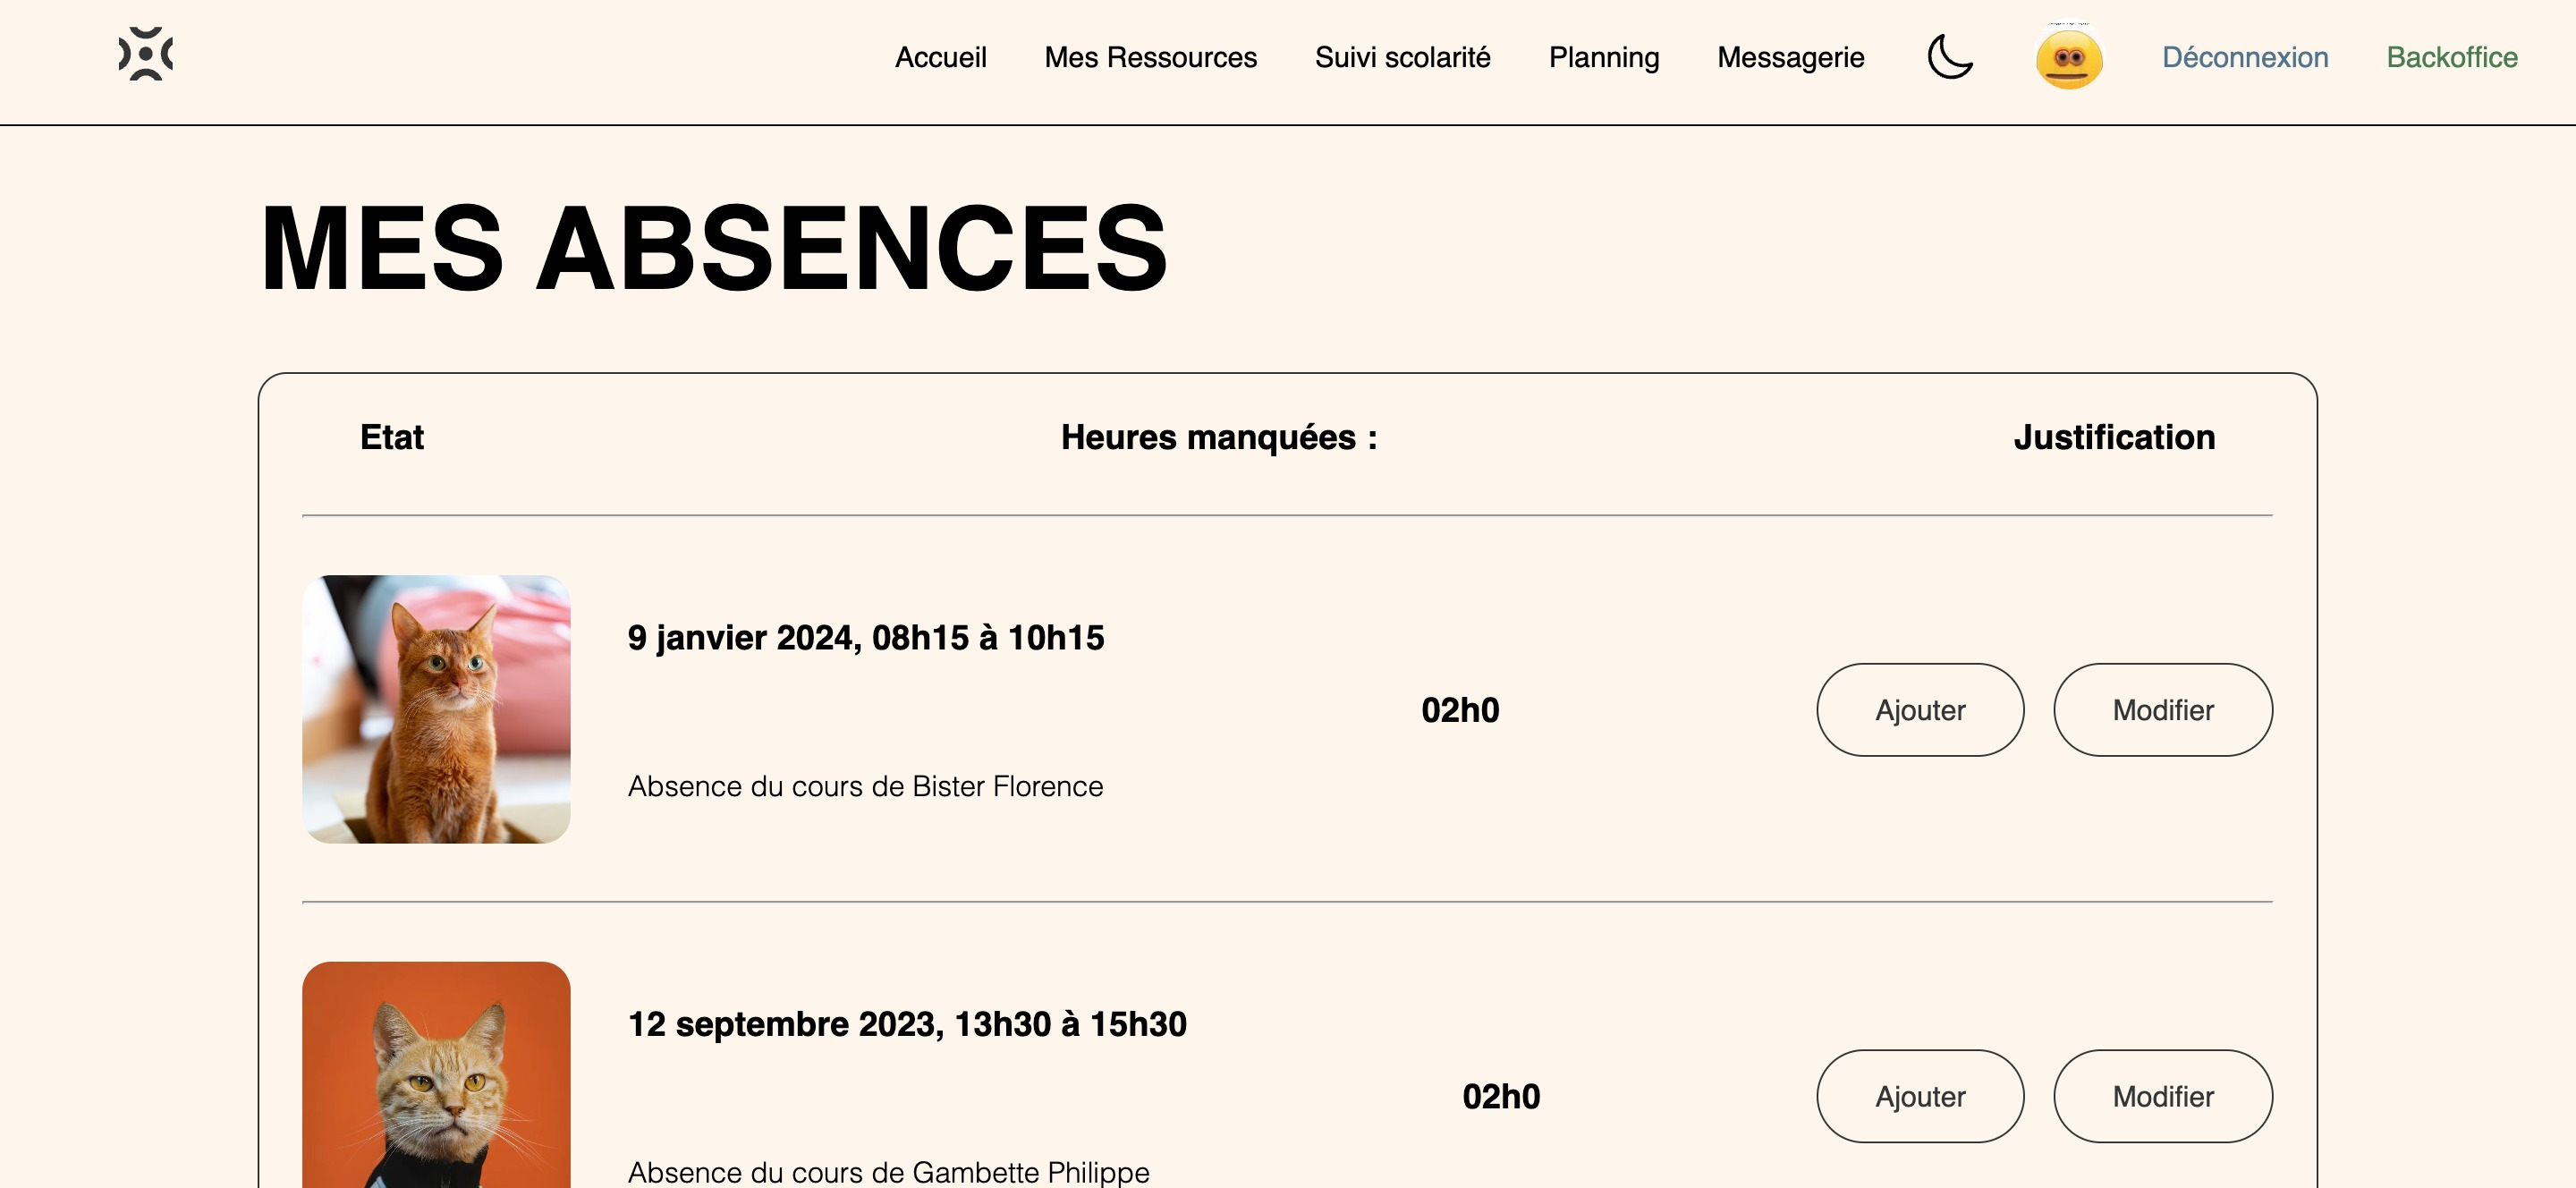 Accueil Mes Ressources Suivi scolarité Planning Messagerie Déconnexion Backoffice
MES ABSENCES
Etat Heures manquées : Justification
9 janvier 2024, 08h15 à 10h15
02h0 Ajouter Modifier
Absence du cours de Bister Florence
12 septembre 2023, 13h30 à 15h30
02h0 Ajouter Modifier
Absence du cours de Gambette Philippe